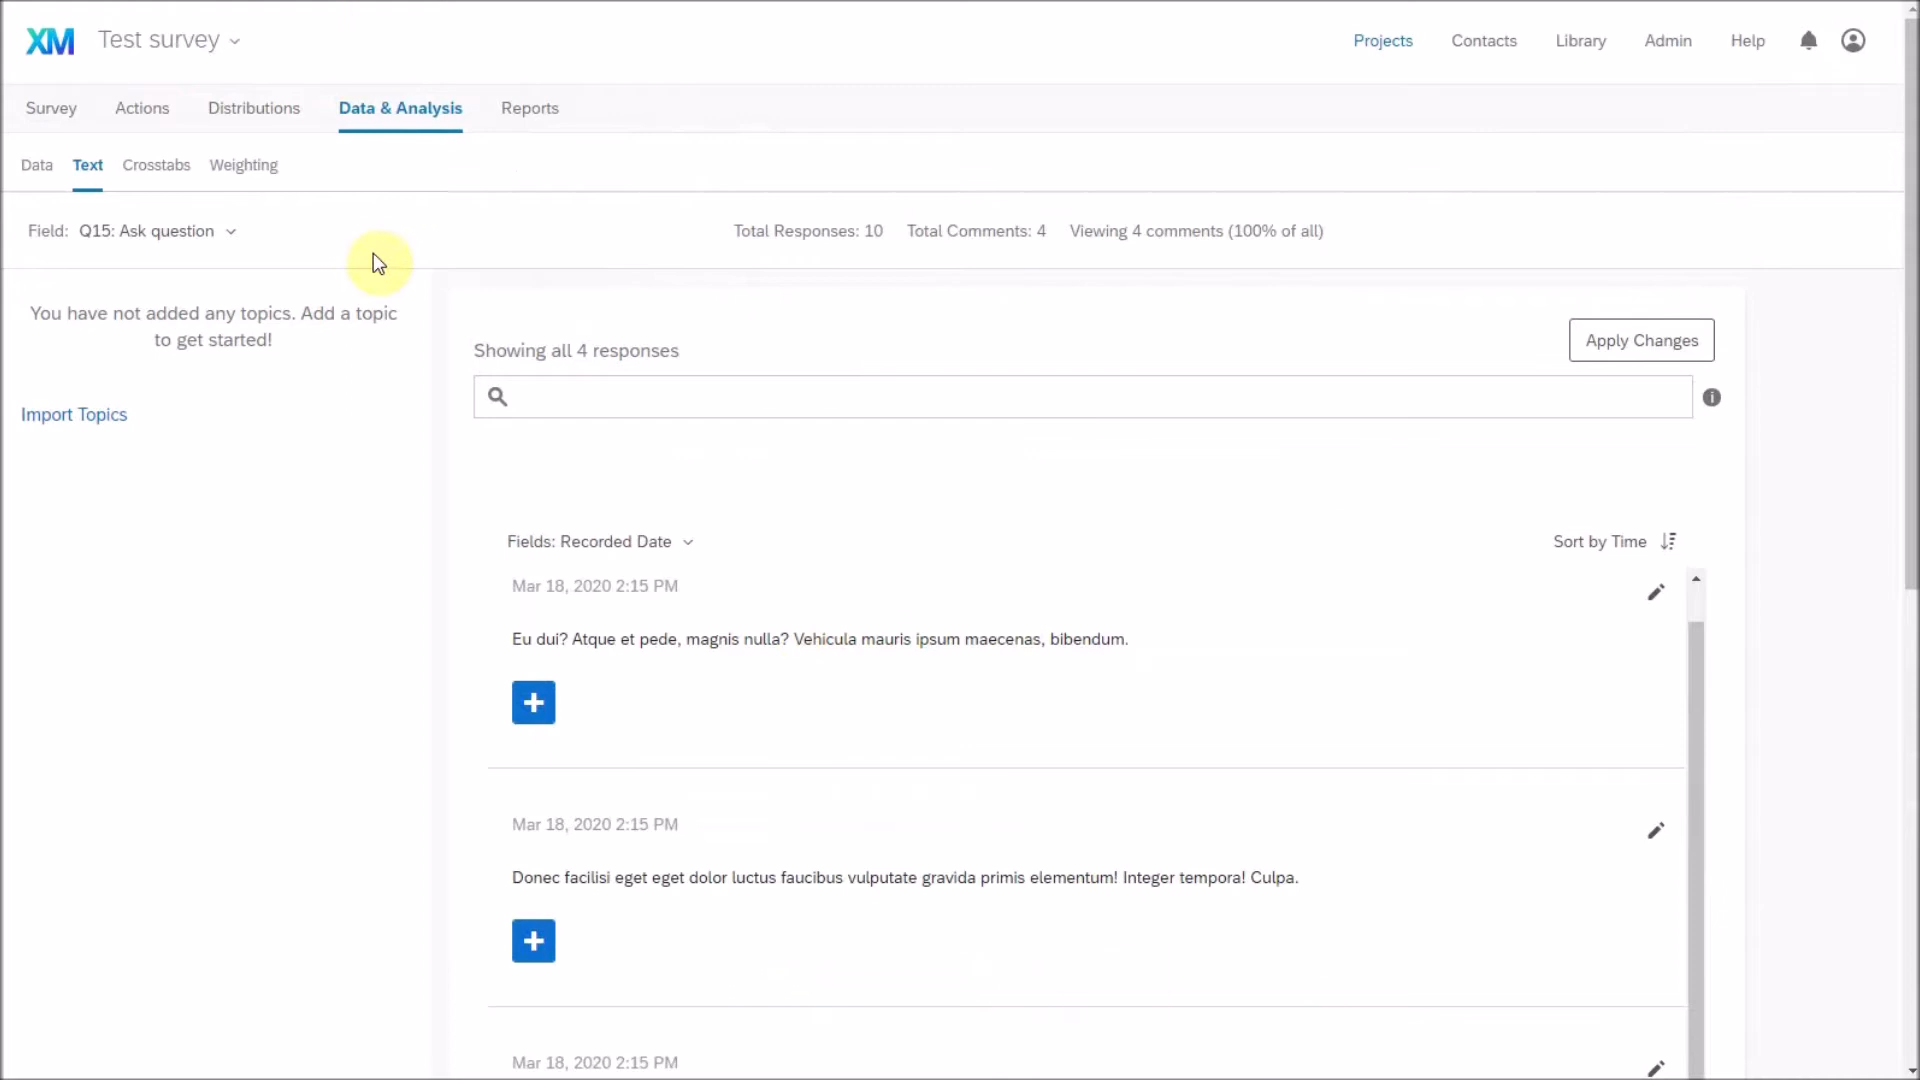 XM Test survey
Projects Contacts Library Admin Help
Survey Actions Distributions Data & Analysis Reports
Data Text Crosstabs Weighting
Field: Q15: Ask question
Total Responses: 10 Total Comments: 4 Viewing 4 comments (100% of all)
You have not added any topics. Add a topic
to get started!
Import Topics
Showing all 4 responses
Apply Changes
Fields: Recorded Date
Sort by Time
Mar 18, 2020 2:15 PM
Eu dui? Atque et pede, magnis nulla? Vehicula mauris ipsum maecenas, bibendum.
Mar 18, 2020 2:15 PM
Donec facilisi eget eget dolor luctus faucibus vulputate gravida primis elementum! Integer tempora! Culpa.
Mar 18, 2020 2:15 PM